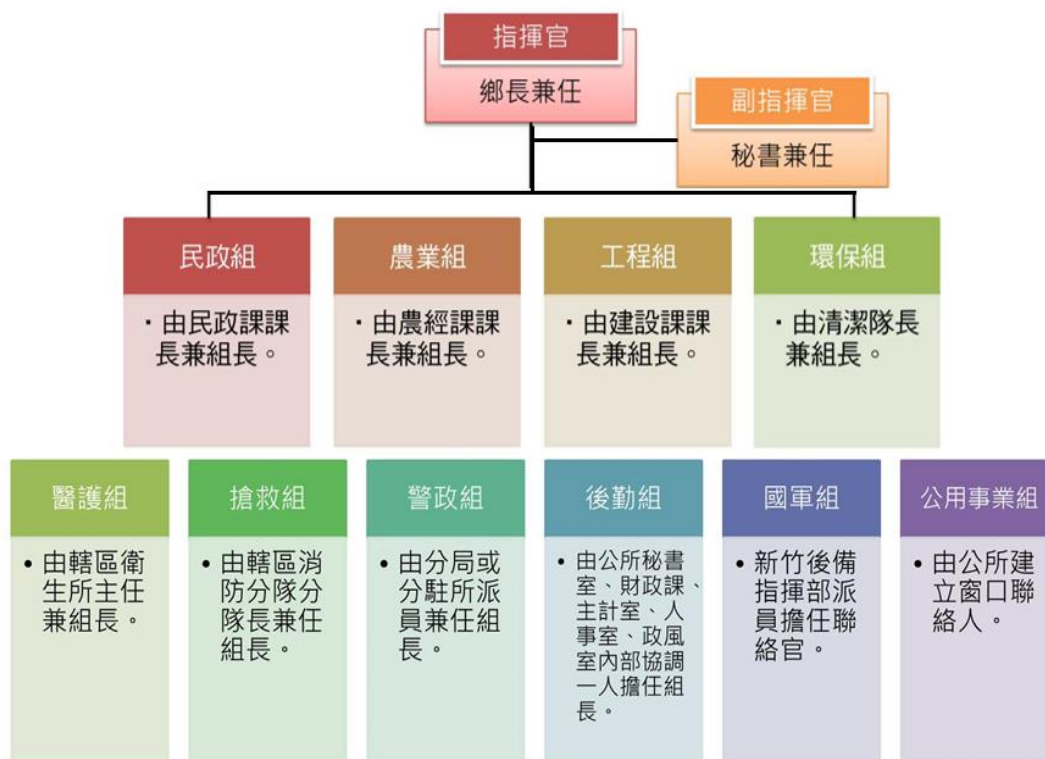 指揮官
鄉長兼任
副指揮官
秘書兼任
民政組
農業組
工程組
環保組
·由民政課課
長兼組長。
·由農經課課
長兼組長。
·由建設課課
長兼組長。
·由清潔隊長
兼組長。
醫護組
搶救組
警政組
後勤組
國軍組
公用事業組
• 由轄區衛
生所主任
兼組長。
• 由轄區消
防分隊分
隊長兼任
組長。
• 由分局或
分駐所派
員兼任組
長。
• 由公所秘書
室、財政課、
主計室、人
事室、政風
室內部協調
一人擔任組
長。
• 新竹後備
指揮部派
員擔任聯
絡官。
• 由公所建
立窗口聯
絡人。